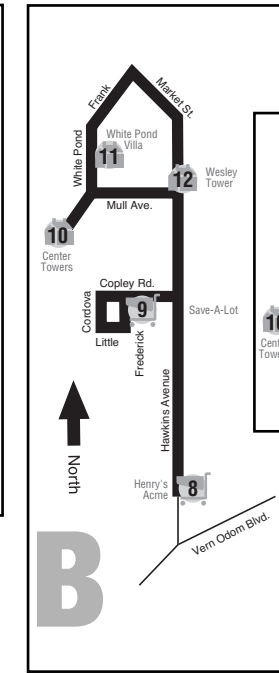 Frank
Market St.
White Pond
White Pond
Villa
11
12
Wesley
Tower
Mull Ave.
10
Center
Towers
Copley Rd.
Cordova
9
Save-A-Lot
Little
Frederick
Hawkins Avenue
North
Henry's
Acme
8
Vern Odom Blvd.
B